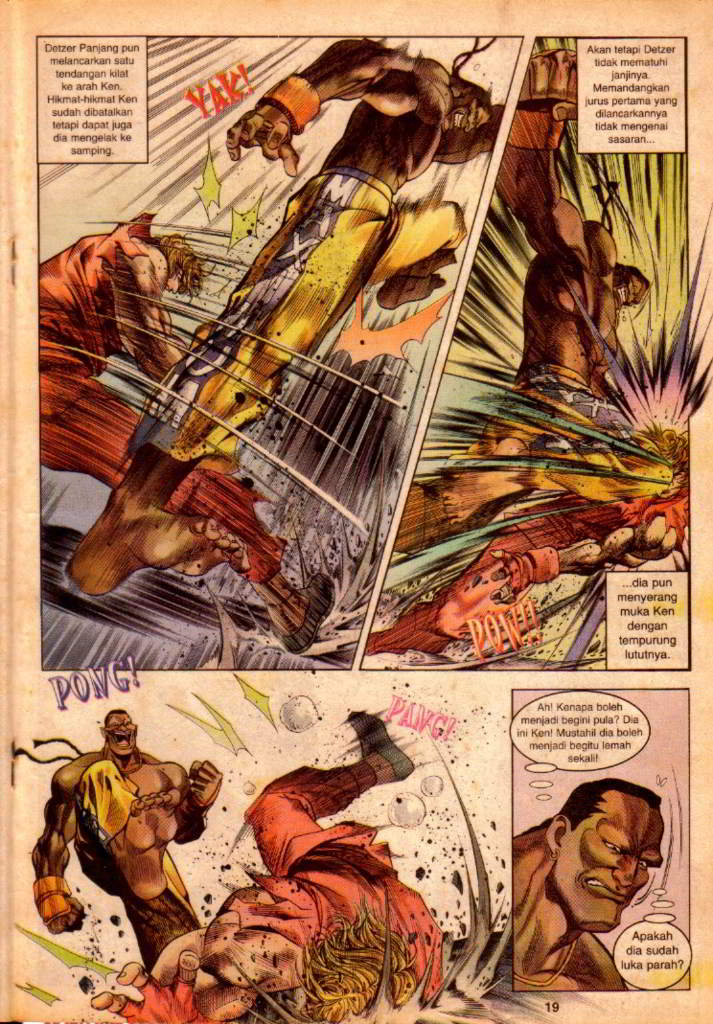 Detzer Panjang pun
melancarkan satu
tendangan kilat
ke arah Ken.
Hikmat-hikmat Ken
sudah dibatalkan
tetapi dapat juga
dia mengelak ke
samping.
YAK!
Akan tetapi Detzer
tidak mematuhi
janjinya.
Memandangkan
jurus pertama yang
dilancarkannya
tidak mengenai
sasaran...
...dia pun
menyerang
muka Ken
dengan
tempurung
lututnya.
POW!!
PONG!
PANG!
Ah! Kenapa boleh
menjadi begini pula? Dia
ini Ken! Mustahil dia boleh
menjadi begitu lemah
sekali!
Apakah
dia sudah
luka parah?
19